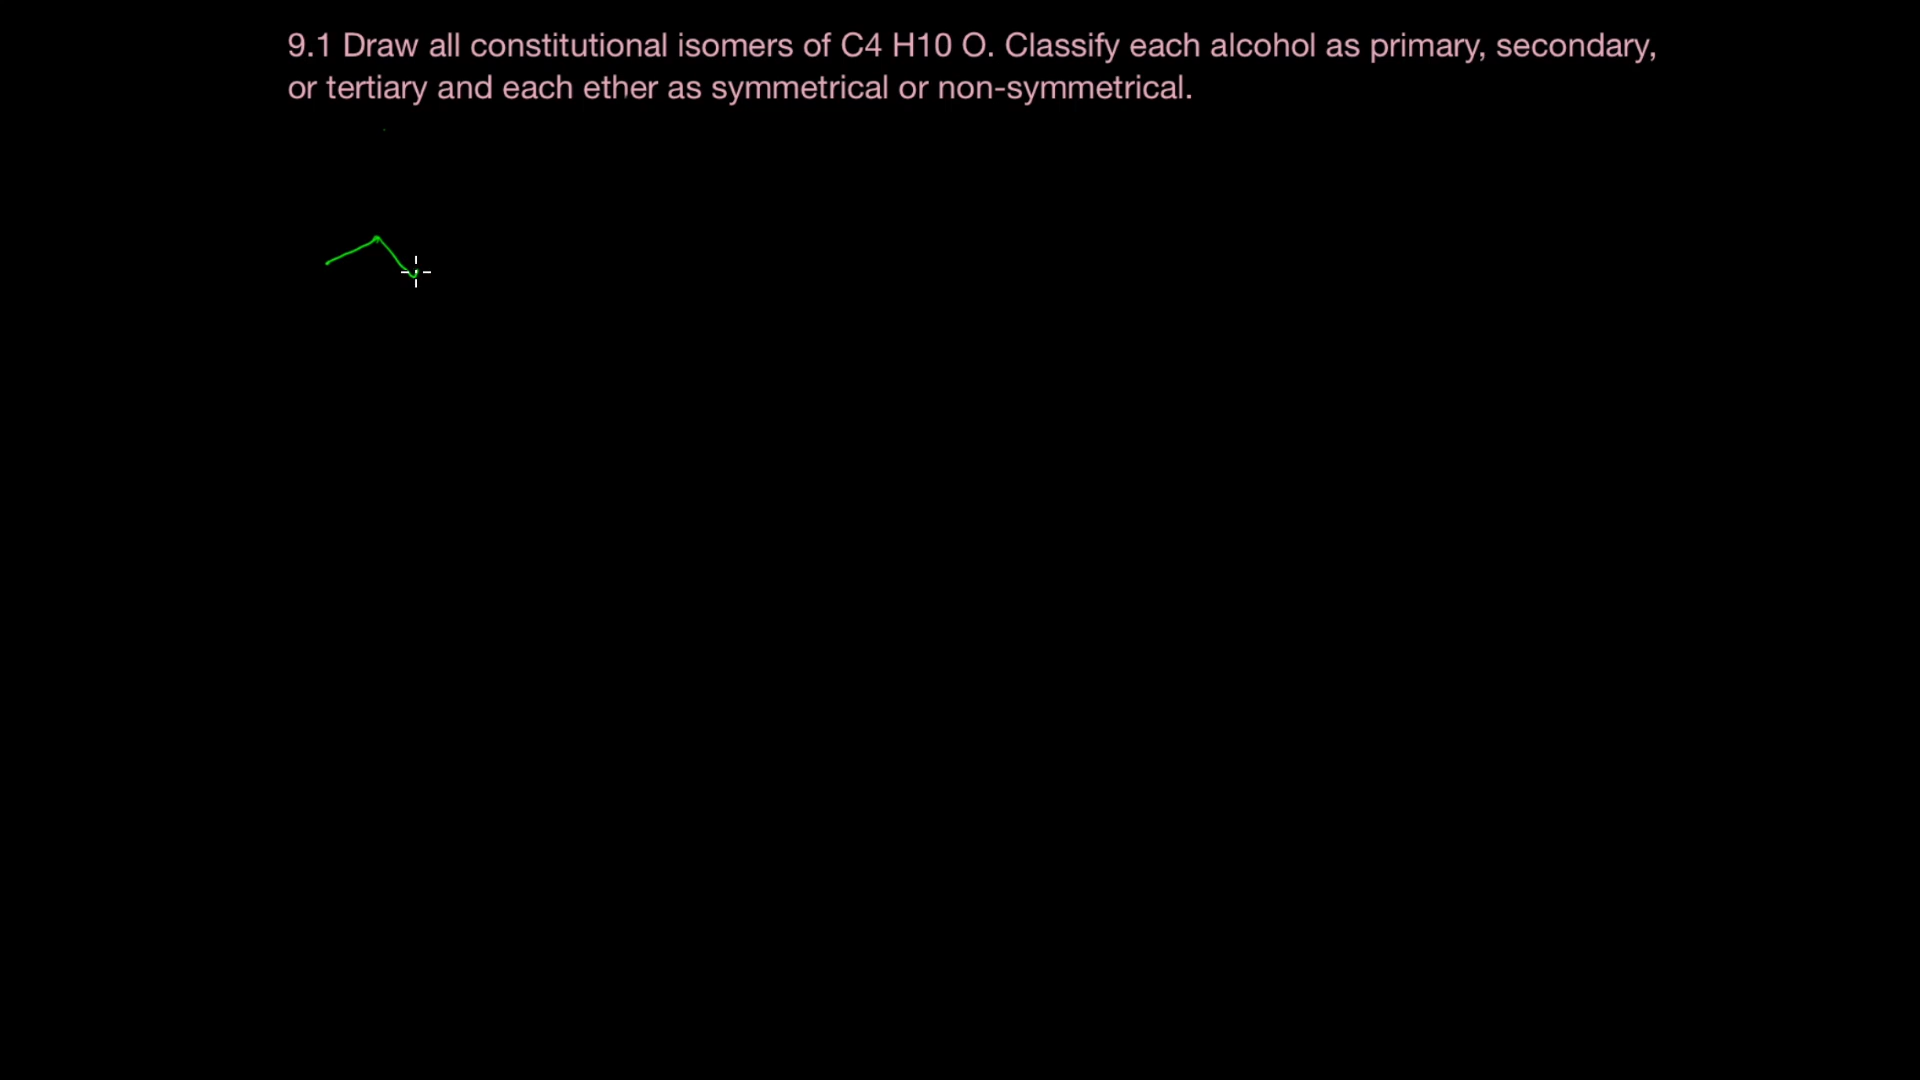 9.1 Draw all constitutional isomers of C4 H10 O. Classify each alcohol as primary, secondary,
or tertiary and each ether as symmetrical or non-symmetrical.